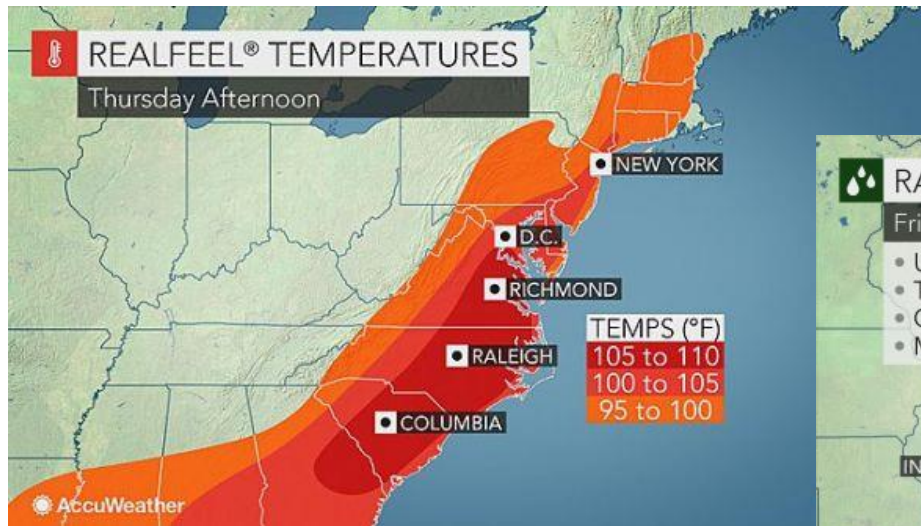 REALFEEL® TEMPERATURES
Thursday Afternoon
NEW YORK
D.C.
RICHMOND
RALEIGH
COLUMBIA
TEMPS (°F)
105 to 110
100 to 105
95 to 100
AccuWeather